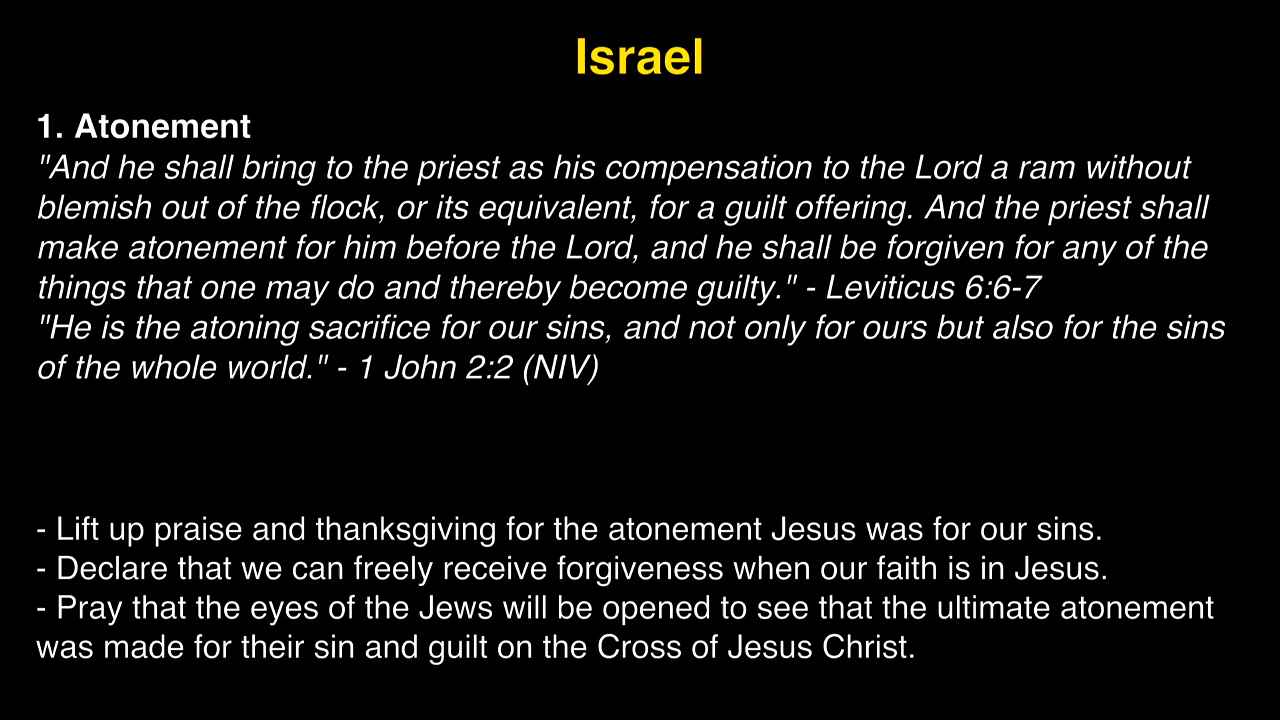 Israel
1. Atonement
"And he shall bring to the priest as his compensation to the Lord a ram without
blemish out of the flock, or its equivalent, for a guilt offering. And the priest shall
make atonement for him before the Lord, and he shall be forgiven for any of the
things that one may do and thereby become guilty." - Leviticus 6:6-7
"He is the atoning sacrifice for our sins, and not only for ours but also for the sins
of the whole world." - 1 John 2:2 (NIV)
- Lift up praise and thanksgiving for the atonement Jesus was for our sins.
- Declare that we can freely receive forgiveness when our faith is in Jesus.
- Pray that the eyes of the Jews will be opened to see that the ultimate atonement
was made for their sin and guilt on the Cross of Jesus Christ.